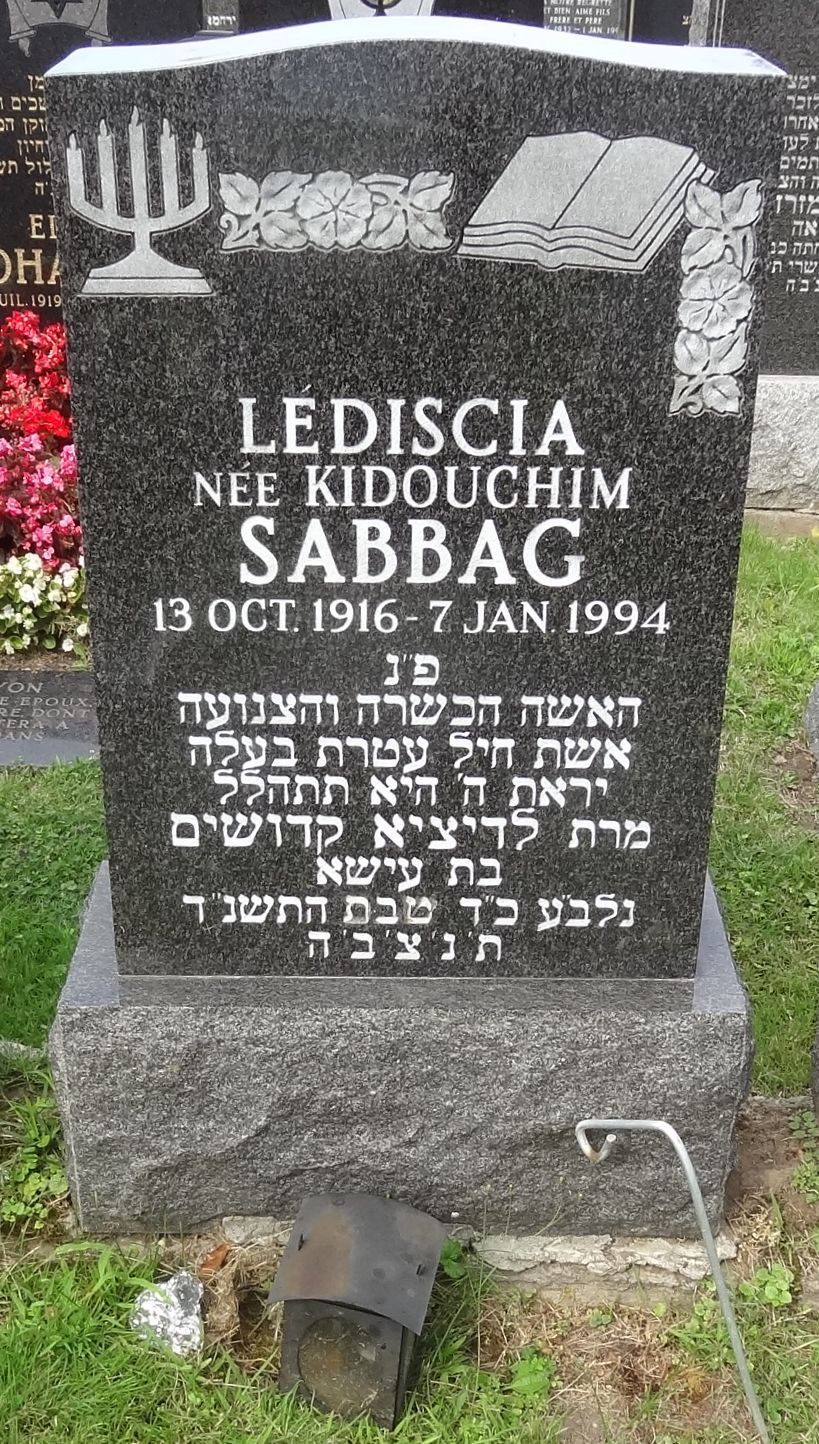 LÉDISCIA
NÉE KIDOUCHIM
SABBAG
13 OCT. 1916 - 7 JAN. 1994
פ״נ
האשה הכשרה והצנועה
אשת חיל עטרת בעלה
יראת ה׳ היא תתהלל
מרת לדיציא קדושים
בת עישא
נלב״ע כ״ד טבת התשנ״ד
ת׳נ׳צ׳ב׳ה